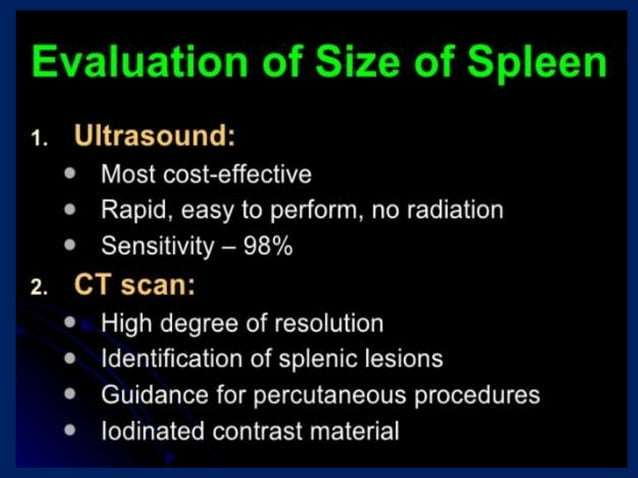 Evaluation of Size of Spleen
1. Ultrasound:
● Most cost-effective
● Rapid, easy to perform, no radiation
● Sensitivity – 98%
2. CT scan:
● High degree of resolution
● Identification of splenic lesions
● Guidance for percutaneous procedures
● Iodinated contrast material